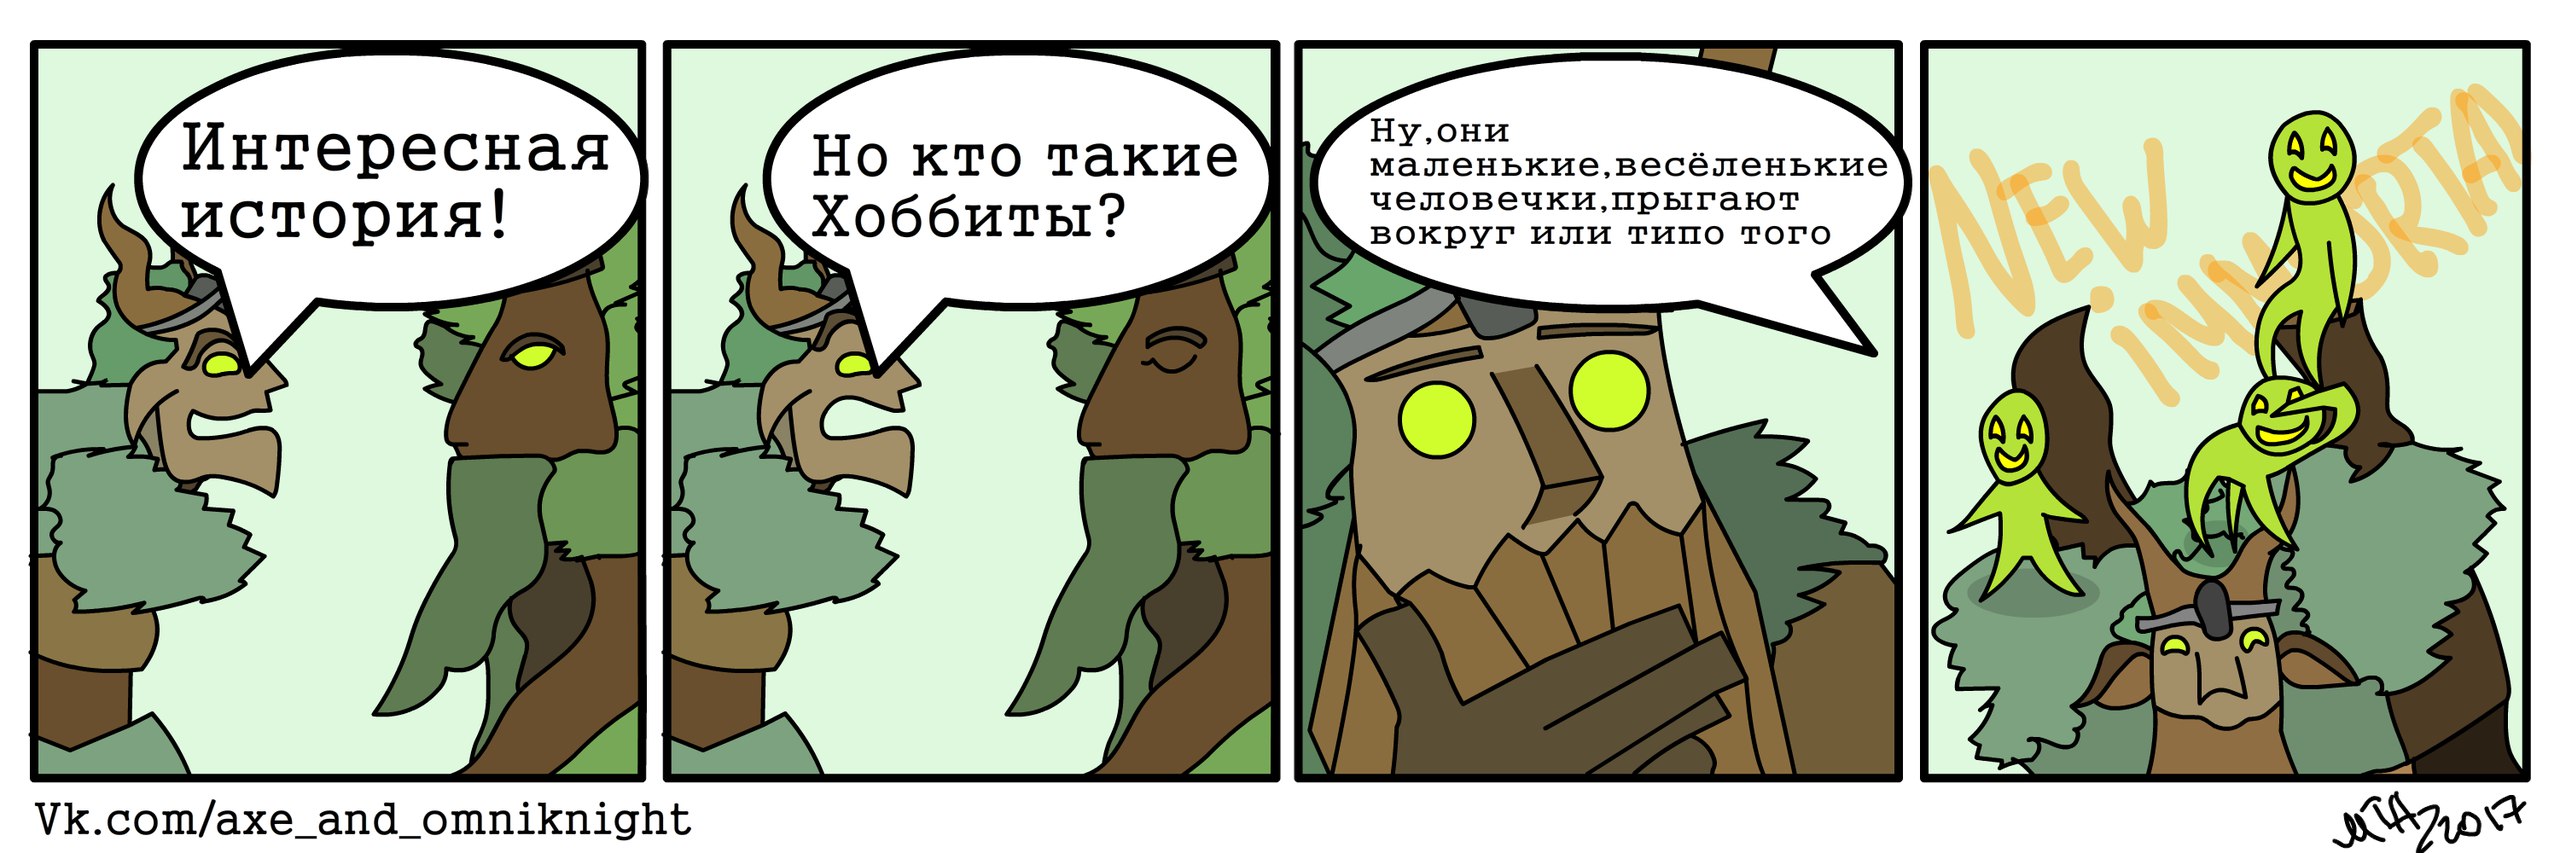 Интересная
история!
Но кто такие
Хоббиты?
Ну,они
маленькие,весёленькие
человечки,прыгают
вокруг или типо того
NEW.
Vk.com/axe_and_omniknight
2017